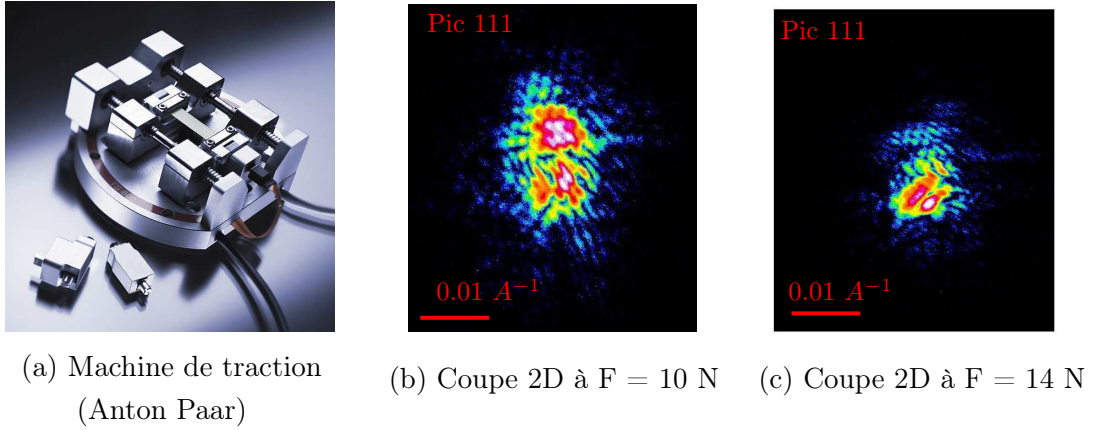 Pic 111
0.01 A⁻¹
Pic 111
0.01 A⁻¹
(a) Machine de traction
(Anton Paar)
(b) Coupe 2D à F = 10 N
(c) Coupe 2D à F = 14 N